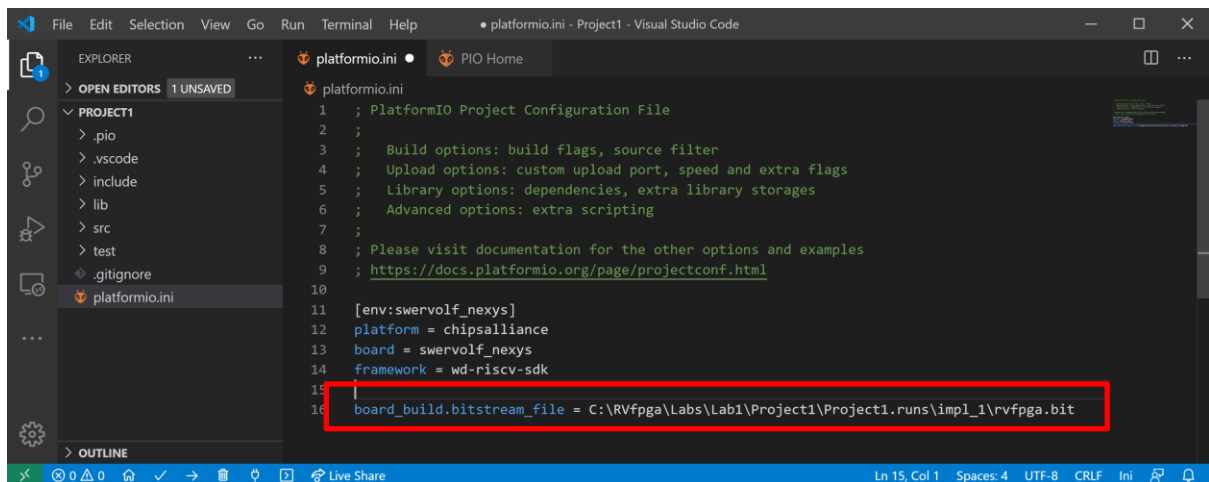 File Edit Selection View Go Run Terminal Help
● platformio.ini - Project1 - Visual Studio Code
1
EXPLORER
OPEN EDITORS 1 UNSAVED
PROJECT1
.pio
.vscode
include
lib
src
test
.gitignore
platformio.ini
OUTLINE
platformio.ini ● PIO Home
platformio.ini
1 ; PlatformIO Project Configuration File
2 ;
3 ;   Build options: build flags, source filter
4 ;   Upload options: custom upload port, speed and extra flags
5 ;   Library options: dependencies, extra library storages
6 ;   Advanced options: extra scripting
7 ;
8 ; Please visit documentation for the other options and examples
9 ; https://docs.platformio.org/page/projectconf.html
10
11 [env:swervolf_nexys]
12 platform = chipsalliance
13 board = swervolf_nexys
14 framework = wd-riscv-sdk
15
16 board_build.bitstream_file = C:\RVfpga\Labs\Lab1\Project1\Project1.runs\impl_1\rvfpga.bit
0 0 Live Share Ln 15, Col 1 Spaces: 4 UTF-8 CRLF Ini